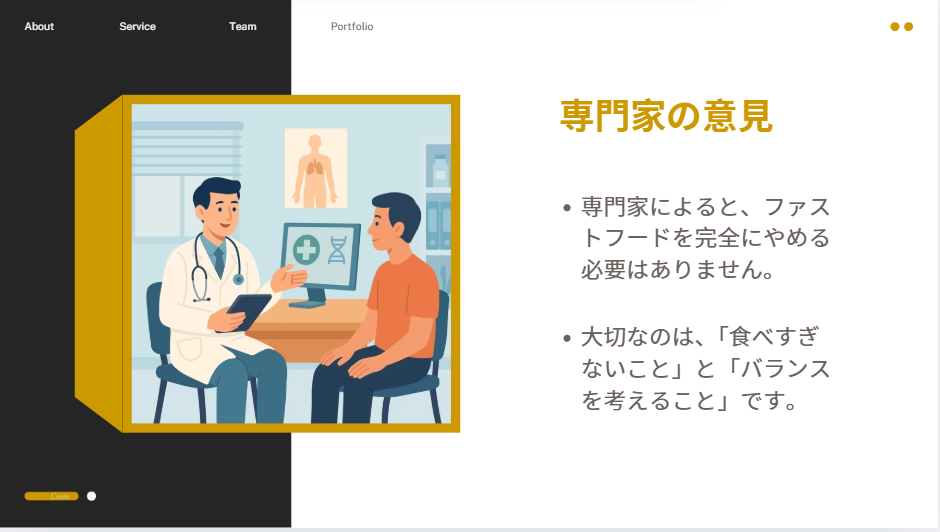 About Service Team Portfolio
専門家の意見
• 専門家によると、ファス
トフードを完全にやめる
必要はありません。
• 大切なのは、「食べすぎ
ないこと」と「バランス
を考えること」です。